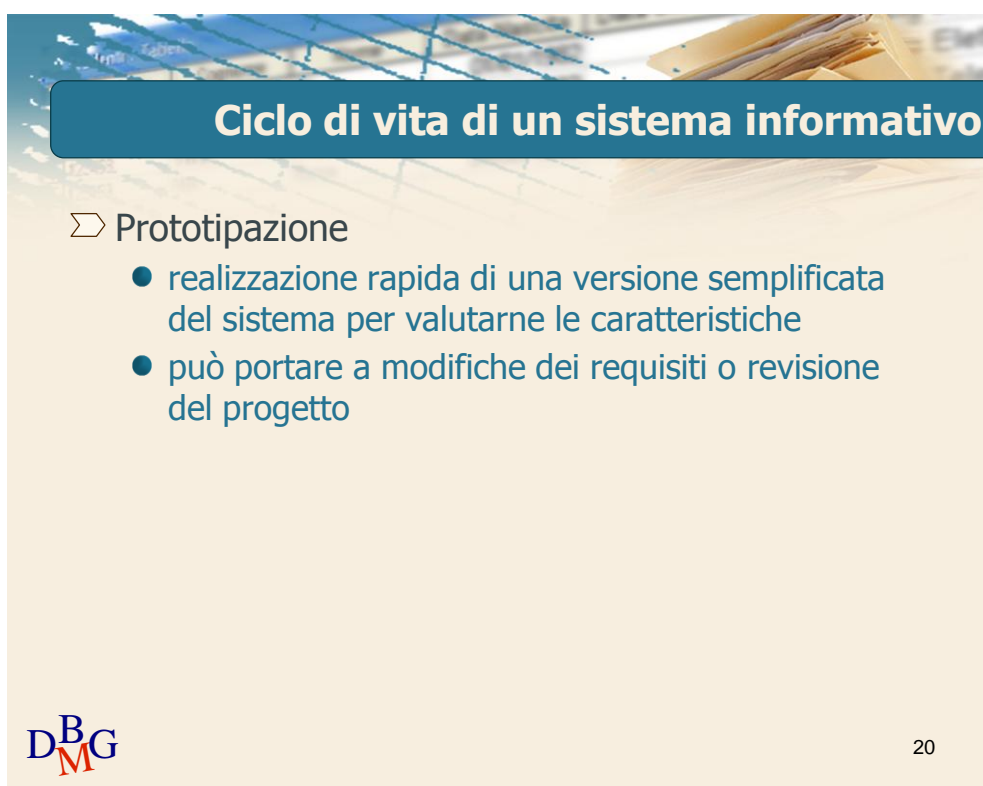 Ciclo di vita di un sistema informativo
Prototipazione
realizzazione rapida di una versione semplificata
del sistema per valutarne le caratteristiche
può portare a modifiche dei requisiti o revisione
del progetto
DBMG
20